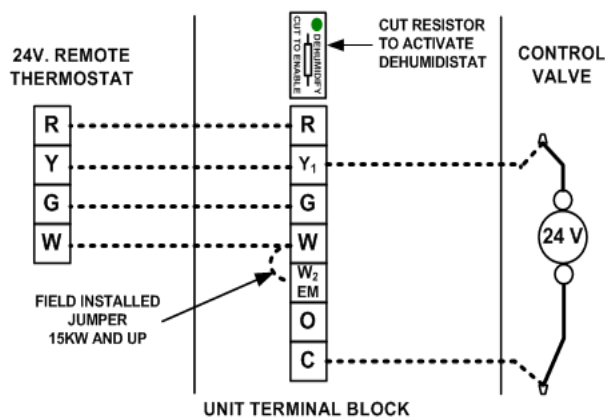 24V. REMOTE
THERMOSTAT
R
Y
G
W
CUT TO ENABLE
DEHUMIDIFY
CUT RESISTOR
TO ACTIVATE
DEHUMIDISTAT
CONTROL
VALVE
R
Y₁
G
W
W₂
EM
O
C
24 V
FIELD INSTALLED
JUMPER
15KW AND UP
UNIT TERMINAL BLOCK